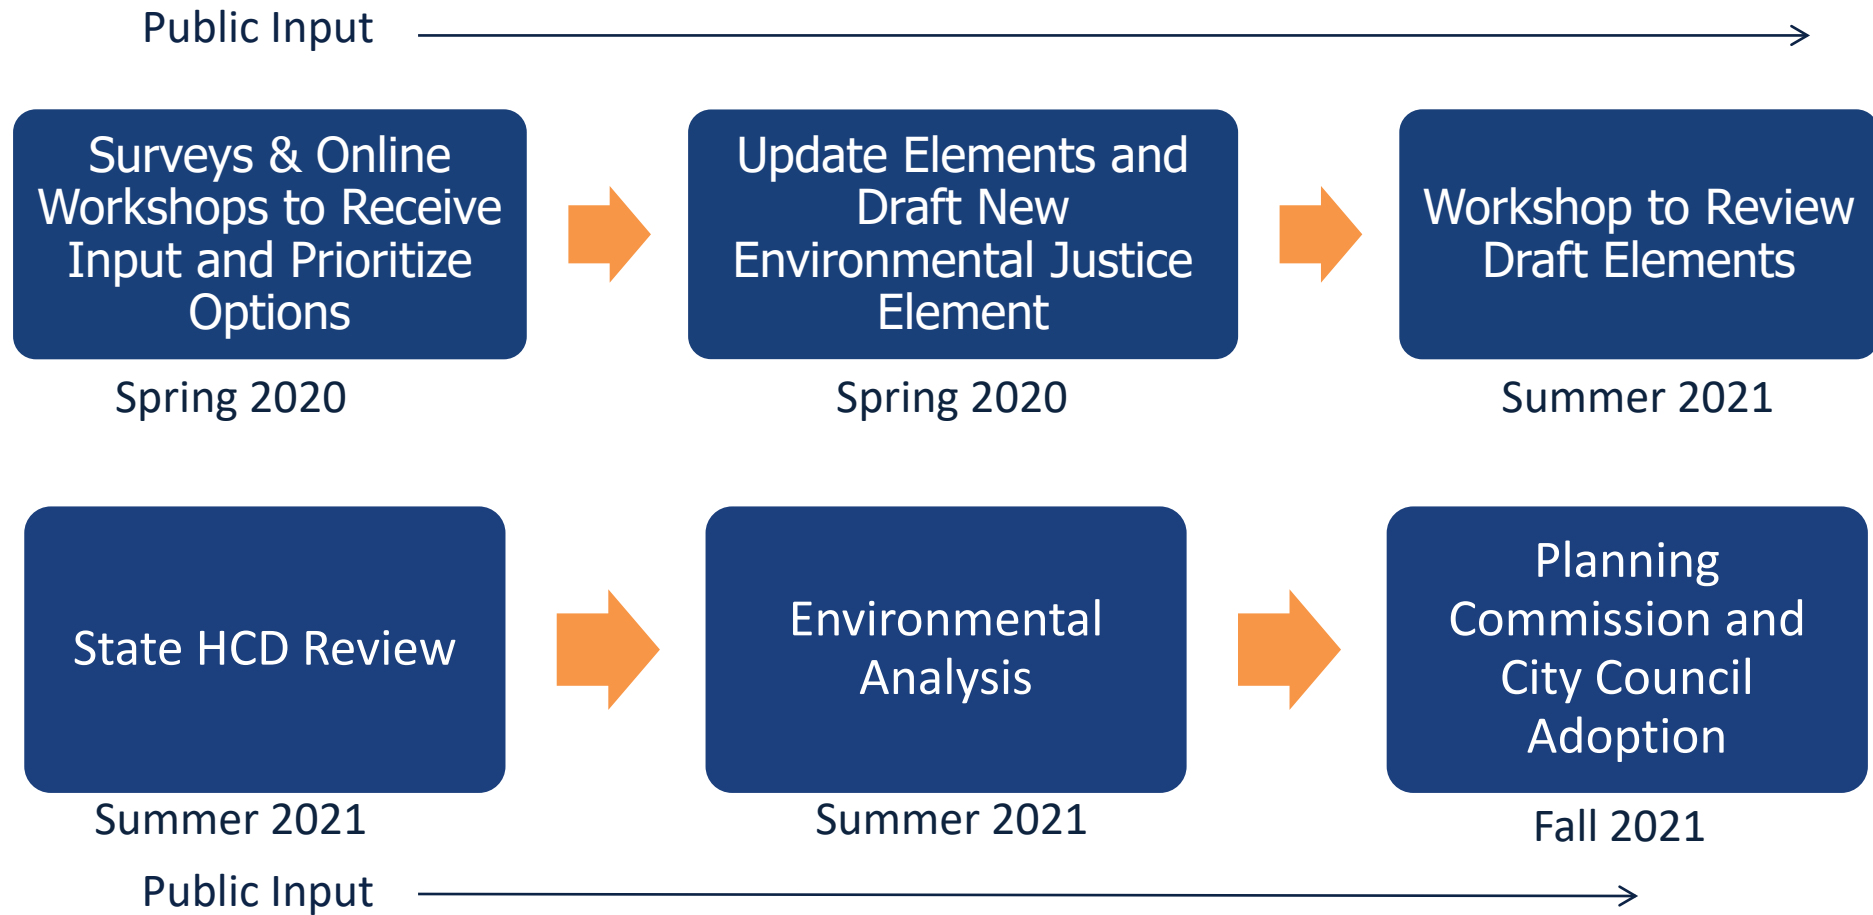 Public Input
Surveys & Online
Workshops to Receive
Input and Prioritize
Options
Update Elements and
Draft New
Environmental Justice
Element
Workshop to Review
Draft Elements
Spring 2020
Spring 2020
Summer 2021
State HCD Review
Environmental
Analysis
Planning
Commission and
City Council
Adoption
Summer 2021
Summer 2021
Fall 2021
Public Input